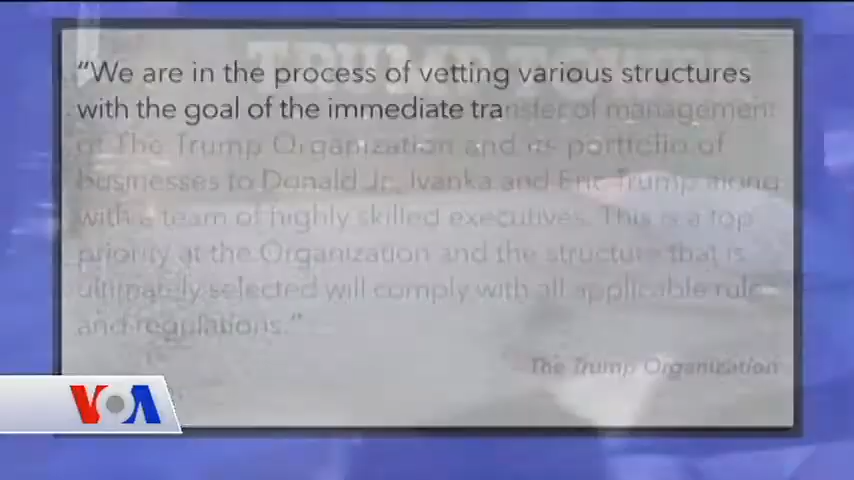 TRUMP TOWER
“We are in the process of vetting various structures
with the goal of the immediate transfer of management
of The Trump Organization and its portfolio of
businesses to Donald Jr, Ivanka and Eric Trump along
with a team of highly skilled executives. This is a top
priority at the Organization and the structure that is
ultimately selected will comply with all applicable rules
and regulations.”
The Trump Organization
VOA